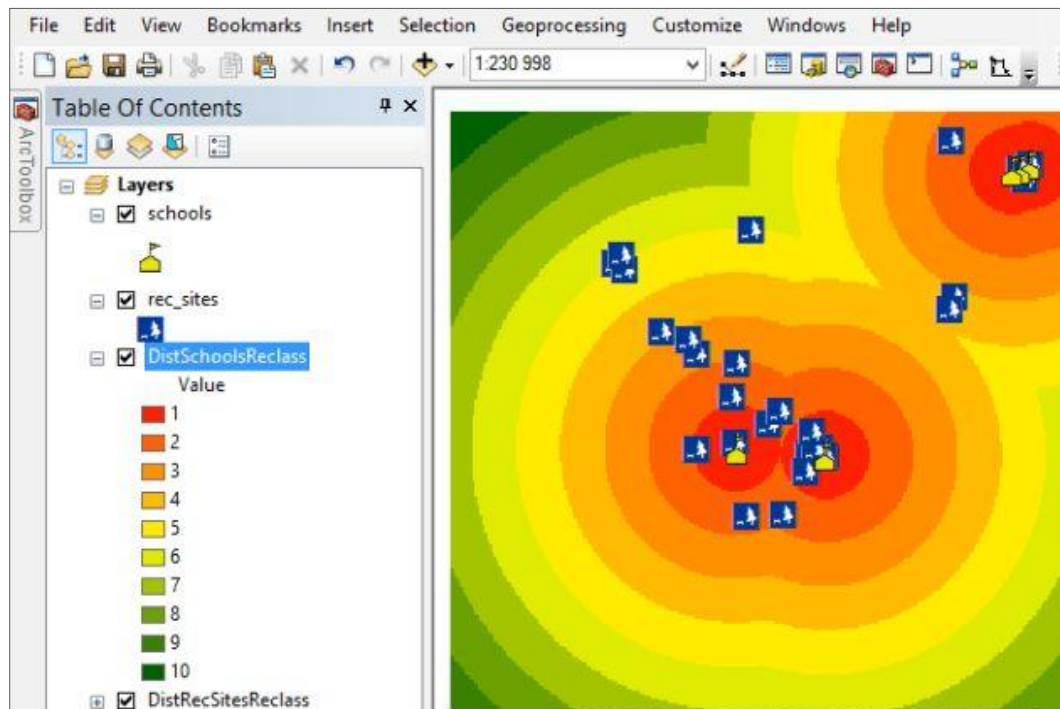 File Edit View Bookmarks Insert Selection Geoprocessing Customize Windows Help
1:230 998
Table Of Contents
ArcToolbox
Layers
schools
rec_sites
DistSchoolsReclass
Value
1
2
3
4
5
6
7
8
9
10
DistRecSitesReclass